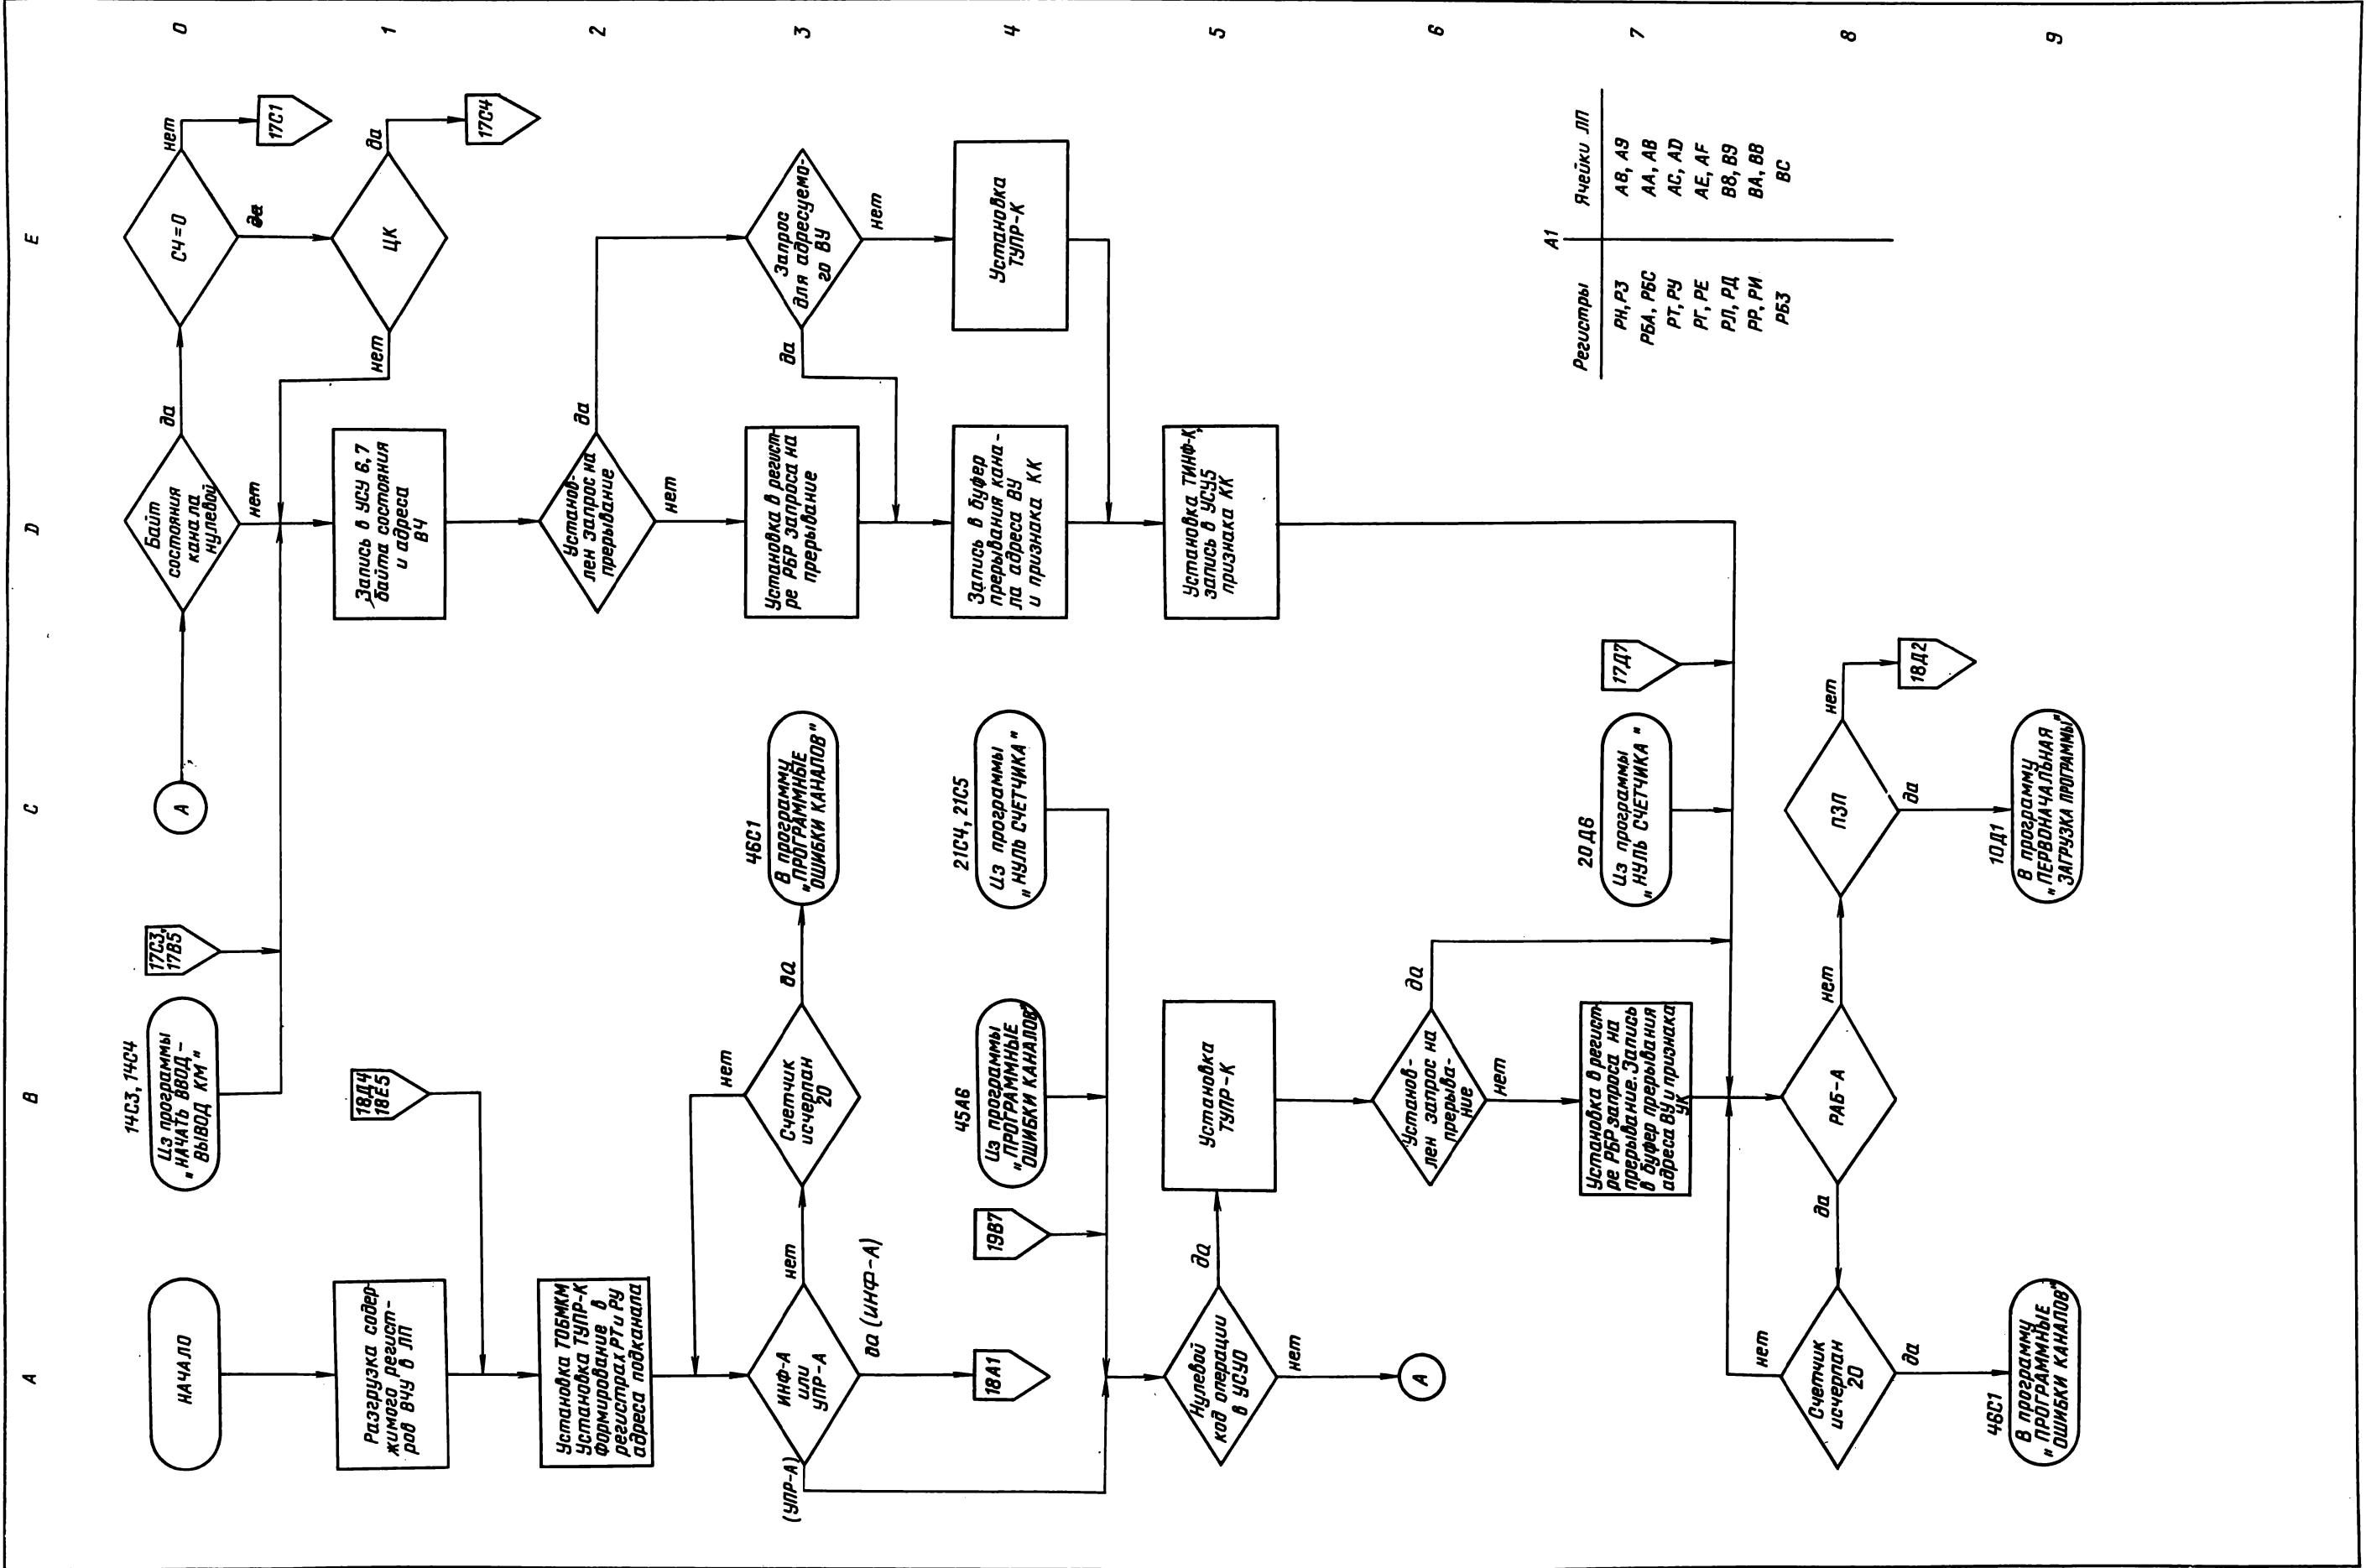 A
B
C
D
E
0
1
2
3
4
5
6
7
8
9
НАЧАЛО
Разгрузка содер-
жимого регист-
ров ВЧУ в ЛП
18Д4
18Е5
Установка ТОБМКМ
Установка ТУПР-К
Формирование в
регистрах РТ и РУ
адреса подканала
ИНФ-А
или
УПР-А
(УПР-А)
да (ИНФ-А)
нет
18А1
Счетчик
исчерпан
20
нет
да
46С1
В программу
„ПРОГРАММНЫЕ
ОШИБКИ КАНАЛОВ"
14С3, 14С4
Из программы
„НАЧАТЬ ВВОД –
ВЫВОД КМ"
17С3,
17В5
А
Байт
состояния
канала
нулевой
да
нет
СЧ=0
нет
да
17С1
ЦК
да
нет
17С4
Запись в УСУ 6,7
байта состояния
и адреса
ВЧ
Установ-
лен запрос на
прерывание
да
нет
Установка в регист-
ре РБР запроса на
прерывание
Запрос
для адресуемо-
го ВУ
да
нет
Запись в буфер
прерывания кана-
ла адреса ВУ
и признака КК
Установка
ТУПР-К
Установка ТИНФ-К,
запись в УСУ5
признака КК
19В7
45А6
Из программы
„ПРОГРАММНЫЕ
ОШИБКИ КАНАЛОВ"
21С4, 21С5
Из программы
„НУЛЬ СЧЕТЧИКА"
Нулевой
код операции
в УСУ0
да
нет
А
Установка
ТУПР-К
Установ-
лен запрос на
прерыва-
ние
да
нет
Установка в регист-
ре РБР запроса на
прерывание. Запись
в буфер прерывания
адреса ВУ и признака
УК
20Д6
Из программы
„НУЛЬ СЧЕТЧИКА"
17Д7
РАБ-А
да
нет
Счетчик
исчерпан
20
нет
да
46С1
В программу
„ПРОГРАММНЫЕ
ОШИБКИ КАНАЛОВ"
ПЗП
нет
да
18Д2
10Д1
В программу
„ПЕРВОНАЧАЛЬНАЯ
ЗАГРУЗКА ПРОГРАММЫ"
А1
Регистры Ячейки ЛП
РН, РЗ А8, А9
РБА, РБС АА, АВ
РТ, РУ АС, АD
РГ, РЕ АЕ, АF
РЛ, РД В8, В9
РР, РИ ВА, ВВ
РБЗ ВС